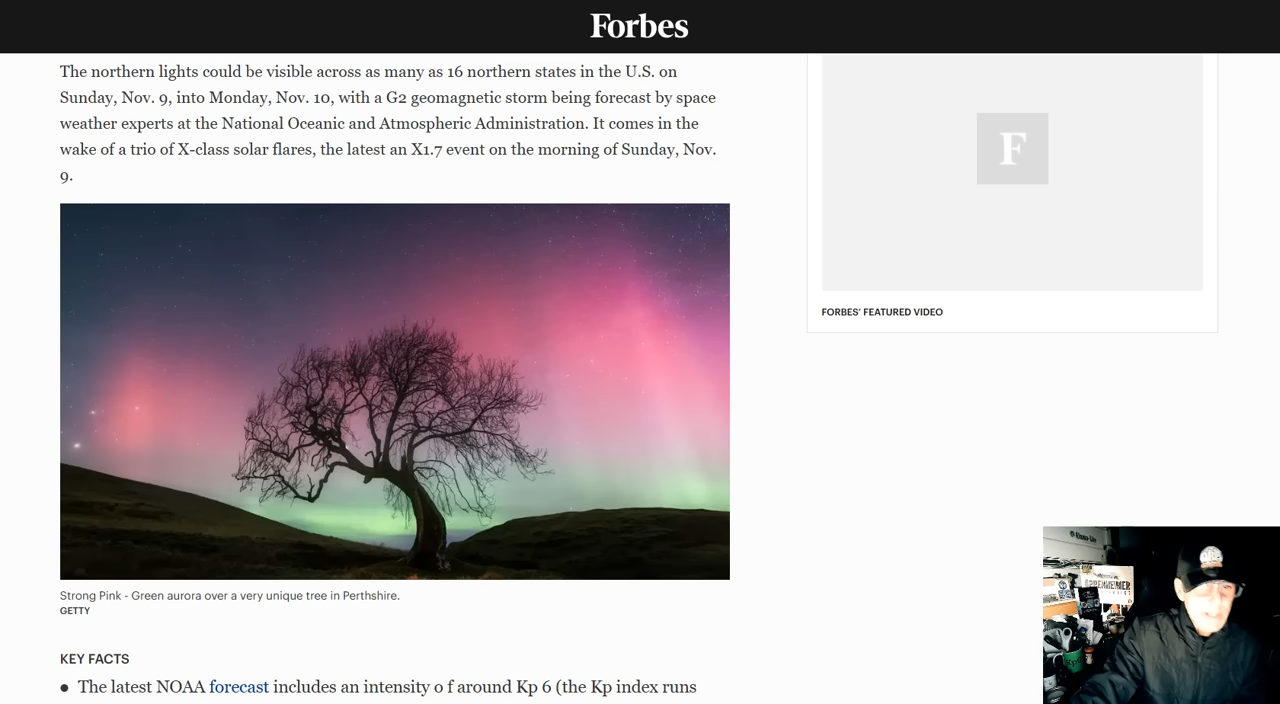 Forbes
The northern lights could be visible across as many as 16 northern states in the U.S. on
Sunday, Nov. 9, into Monday, Nov. 10, with a G2 geomagnetic storm being forecast by space
weather experts at the National Oceanic and Atmospheric Administration. It comes in the
wake of a trio of X-class solar flares, the latest an X1.7 event on the morning of Sunday, Nov.
9.
F
FORBES’ FEATURED VIDEO
Strong Pink - Green aurora over a very unique tree in Perthshire.
GETTY
KEY FACTS
● The latest NOAA forecast includes an intensity o f around Kp 6 (the Kp index runs